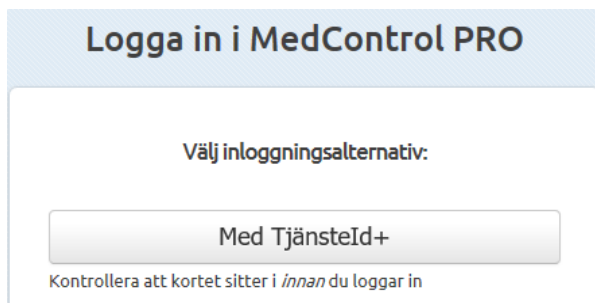 Logga in i MedControl PRO
Välj inloggningsalternativ:
Med TjänsteId+
Kontrollera att kortet sitter i innan du loggar in